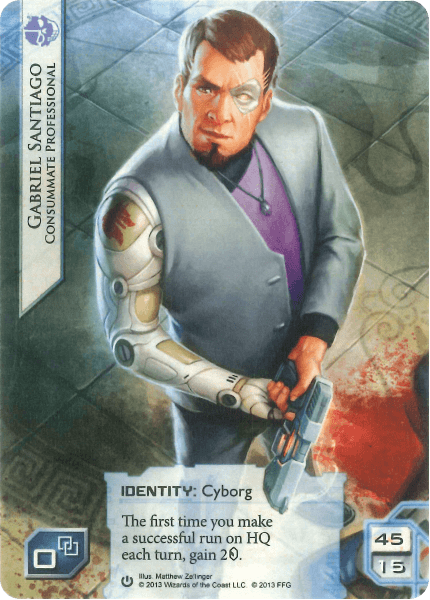 GABRIEL SANTIAGO
CONSUMMATE PROFESSIONAL
IDENTITY: Cyborg
The first time you make
a successful run on HQ
each turn, gain 2.
0
45
15
Illus. Matthew Zeilinger
© 2013 Wizards of the Coast LLC. © 2013 FFG